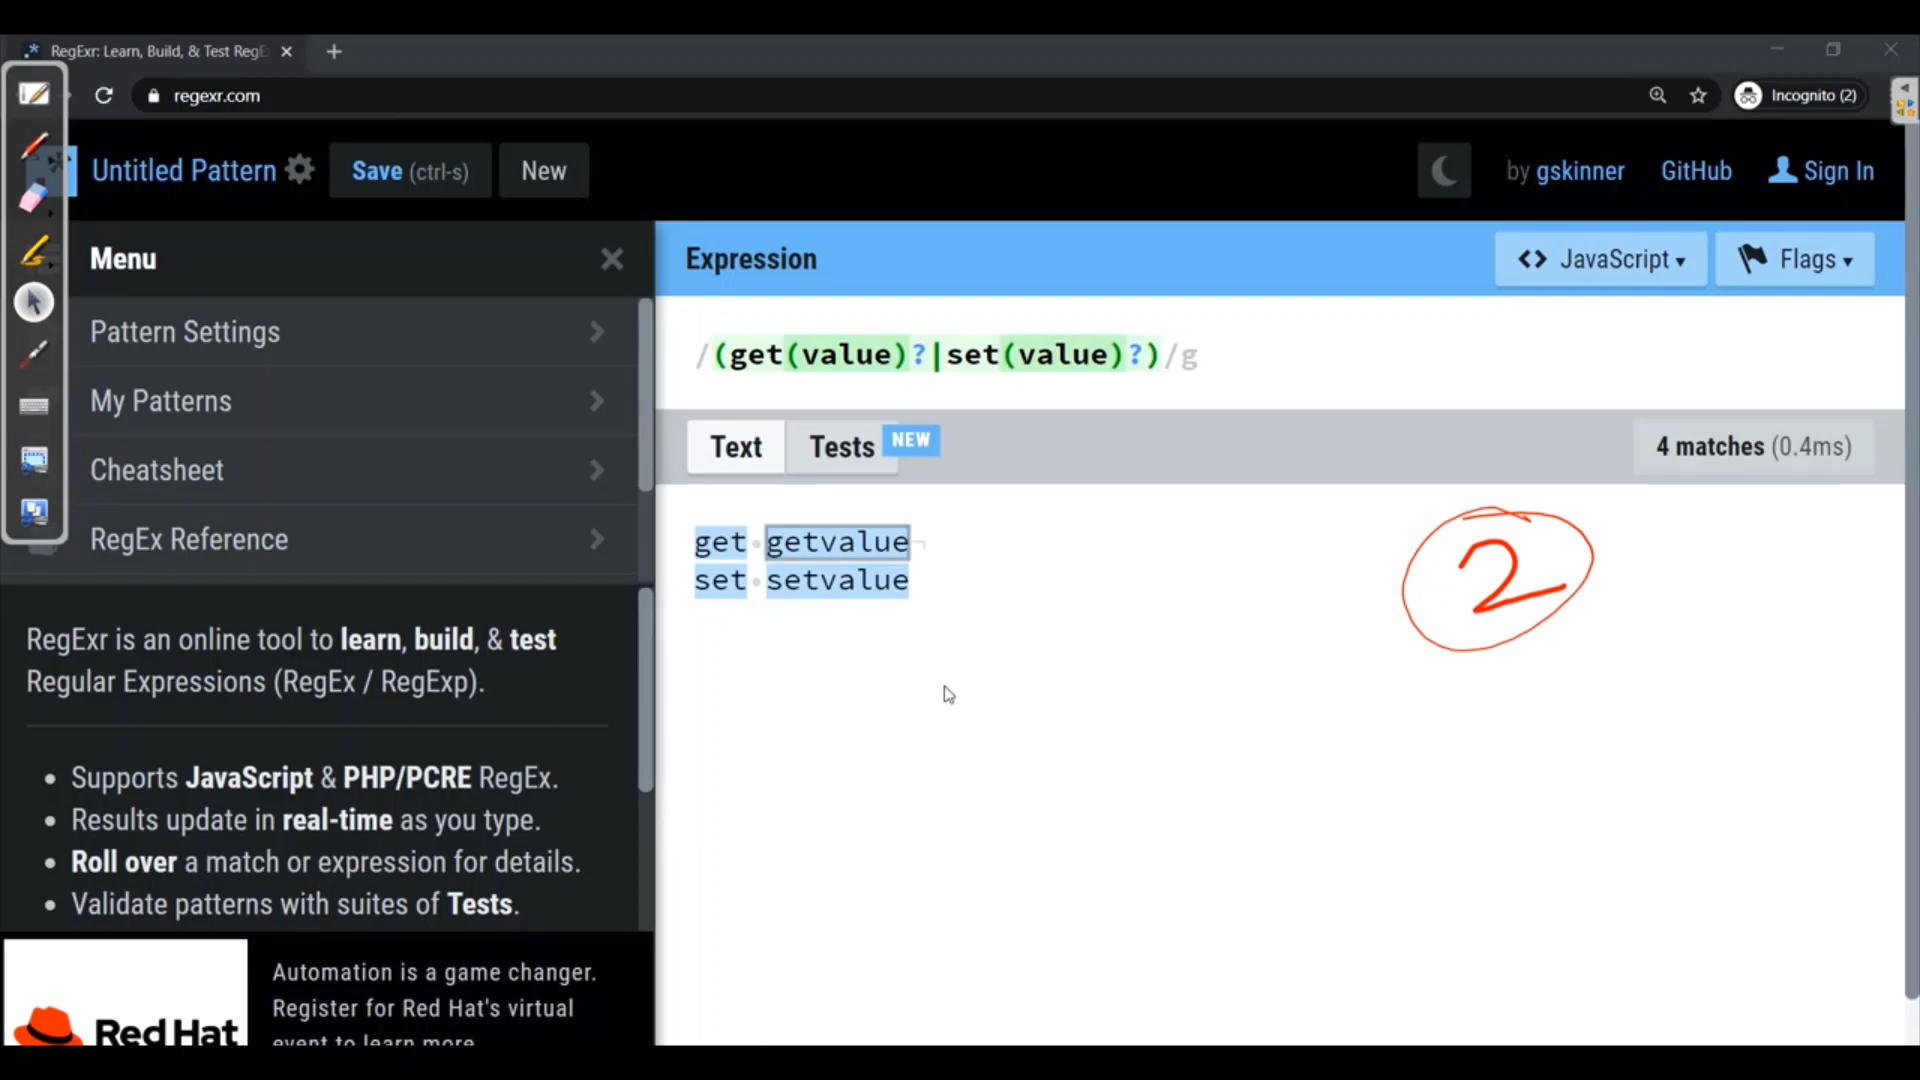 RegExr: Learn, Build, & Test RegE
regexr.com
Incognito (2)
Untitled Pattern
Save (ctrl-s)
New
by gskinner
GitHub
Sign In
Menu
Expression
JavaScript
Flags
Pattern Settings
/(get(value)?|set(value)?)/g
My Patterns
Text
Tests
NEW
4 matches (0.4ms)
Cheatsheet
RegEx Reference
get getvalue
set setvalue
2
RegExr is an online tool to learn, build, & test
Regular Expressions (RegEx / RegExp).
• Supports JavaScript & PHP/PCRE RegEx.
• Results update in real-time as you type.
• Roll over a match or expression for details.
• Validate patterns with suites of Tests.
Automation is a game changer.
Register for Red Hat's virtual
event to learn more
Red Hat